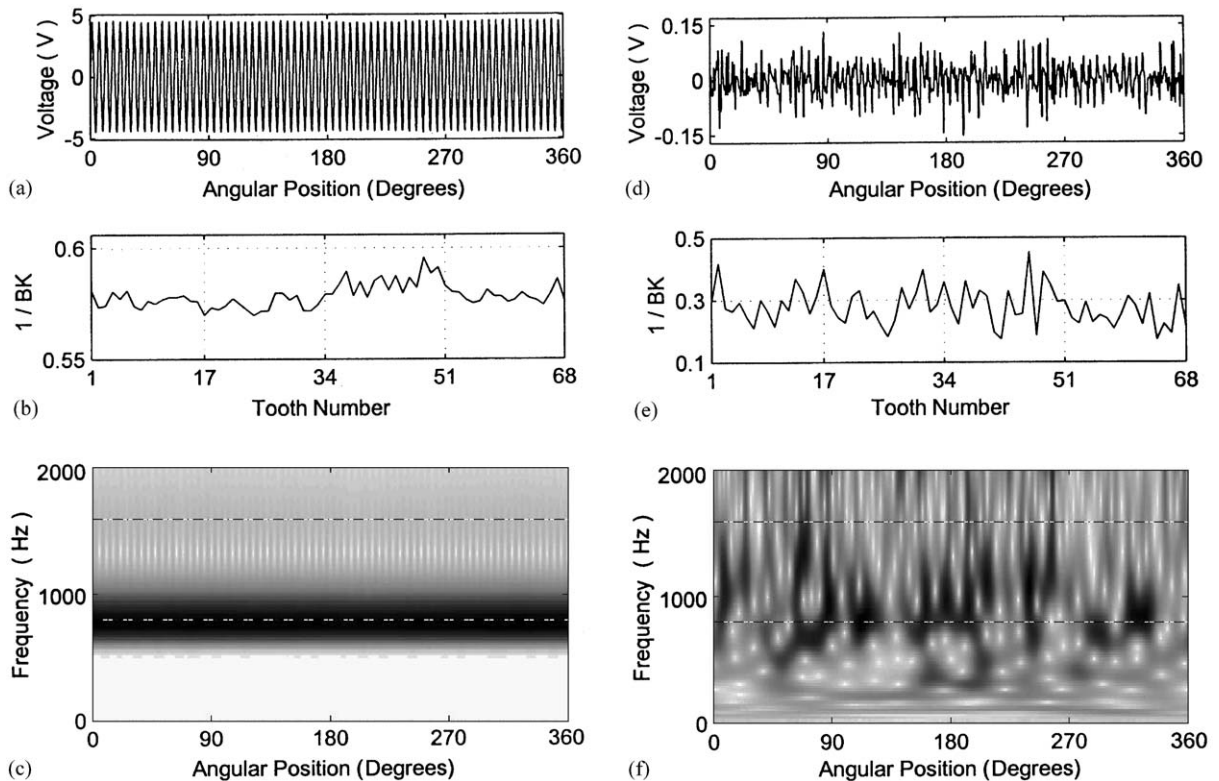 Voltage ( V )
5
0
-5
0 90 180 270 360
(a)
Angular Position (Degrees)
1 / BK
0.6
0.55
1 17 34 51 68
(b)
Tooth Number
Frequency ( Hz )
2000
1000
0
0 90 180 270 360
(c)
Angular Position (Degrees)
Voltage ( V )
0.15
0
-0.15
0 90 180 270 360
(d)
Angular Position (Degrees)
1 / BK
0.5
0.3
0.1
1 17 34 51 68
(e)
Tooth Number
Frequency ( Hz )
2000
1000
0
0 90 180 270 360
(f)
Angular Position (Degrees)